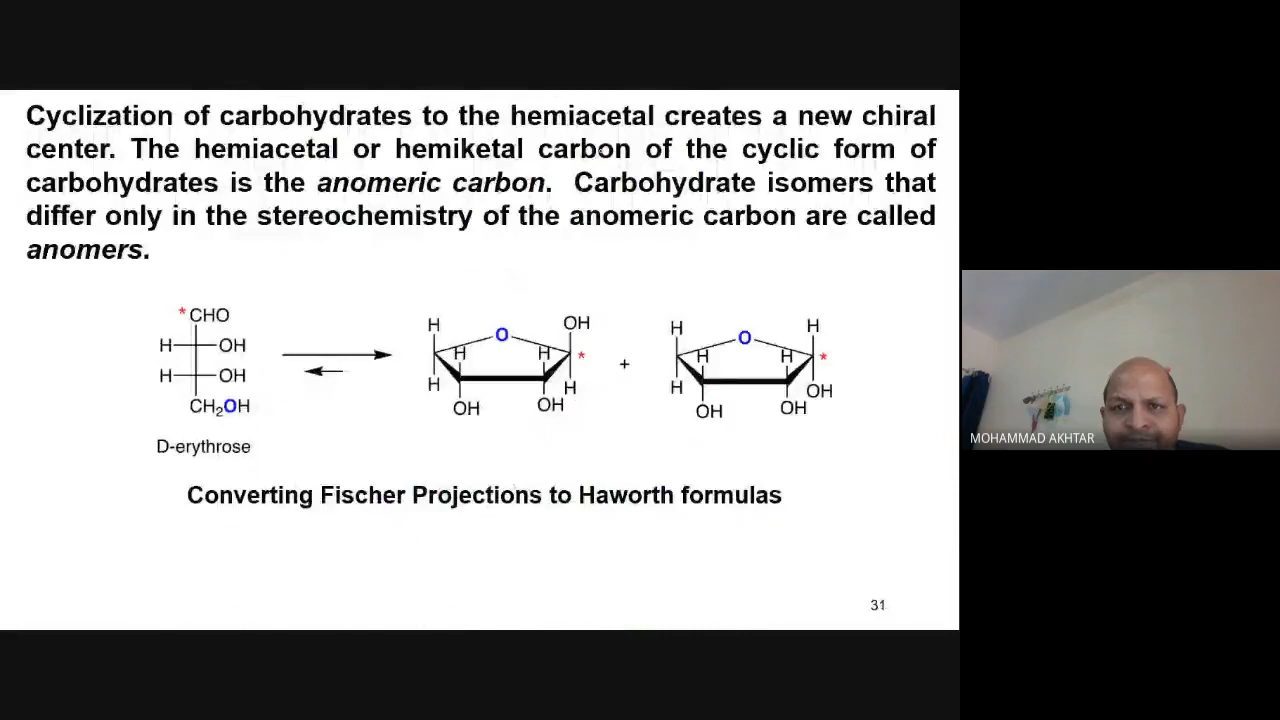 Cyclization of carbohydrates to the hemiacetal creates a new chiral
center. The hemiacetal or hemiketal carbon of the cyclic form of
carbohydrates is the anomeric carbon. Carbohydrate isomers that
differ only in the stereochemistry of the anomeric carbon are called
anomers.
*CHO
H OH
H OH
CH₂OH
D-erythrose
H O OH
H H *
H H
OH OH
+
H O H
H H *
H OH
OH OH
MOHAMMAD AKHTAR
Converting Fischer Projections to Haworth formulas
31